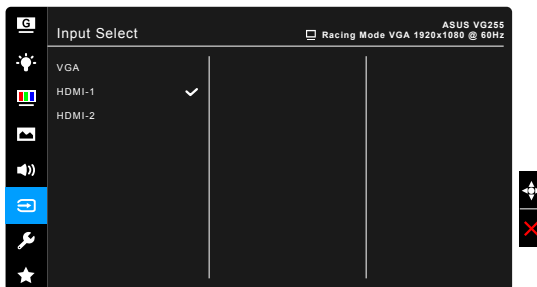 G
Input Select
ASUS VG255
Racing Mode VGA 1920x1080 @ 60Hz
VGA
HDMI-1
HDMI-2